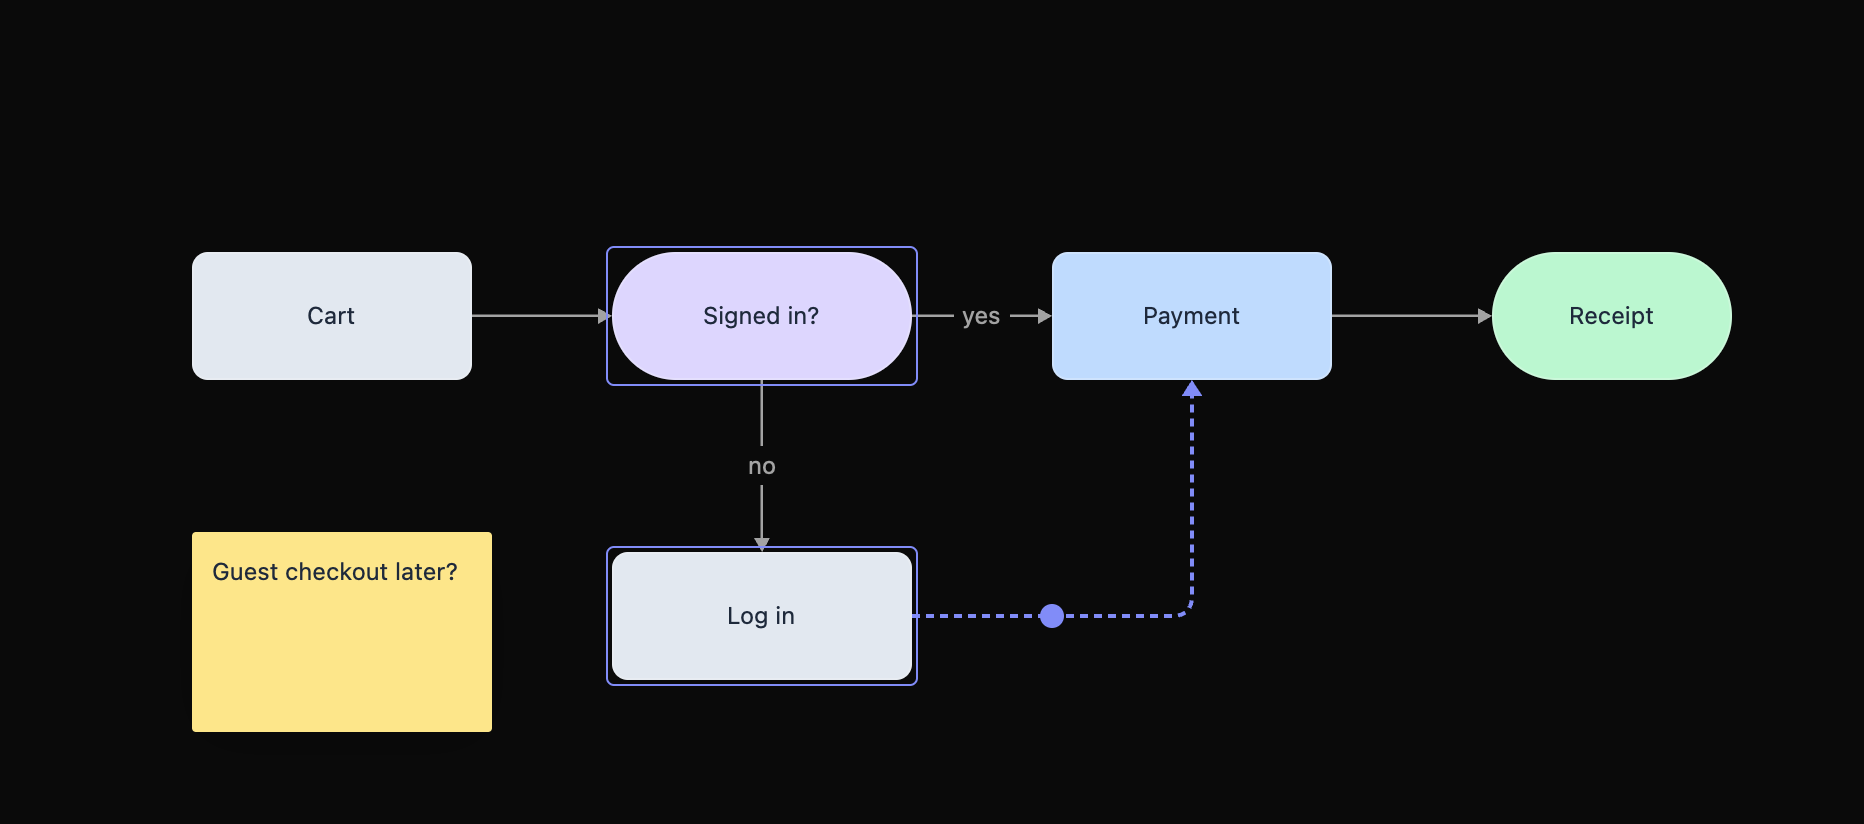 Cart
Signed in?
yes
Payment
Receipt
no
Guest checkout later?
Log in